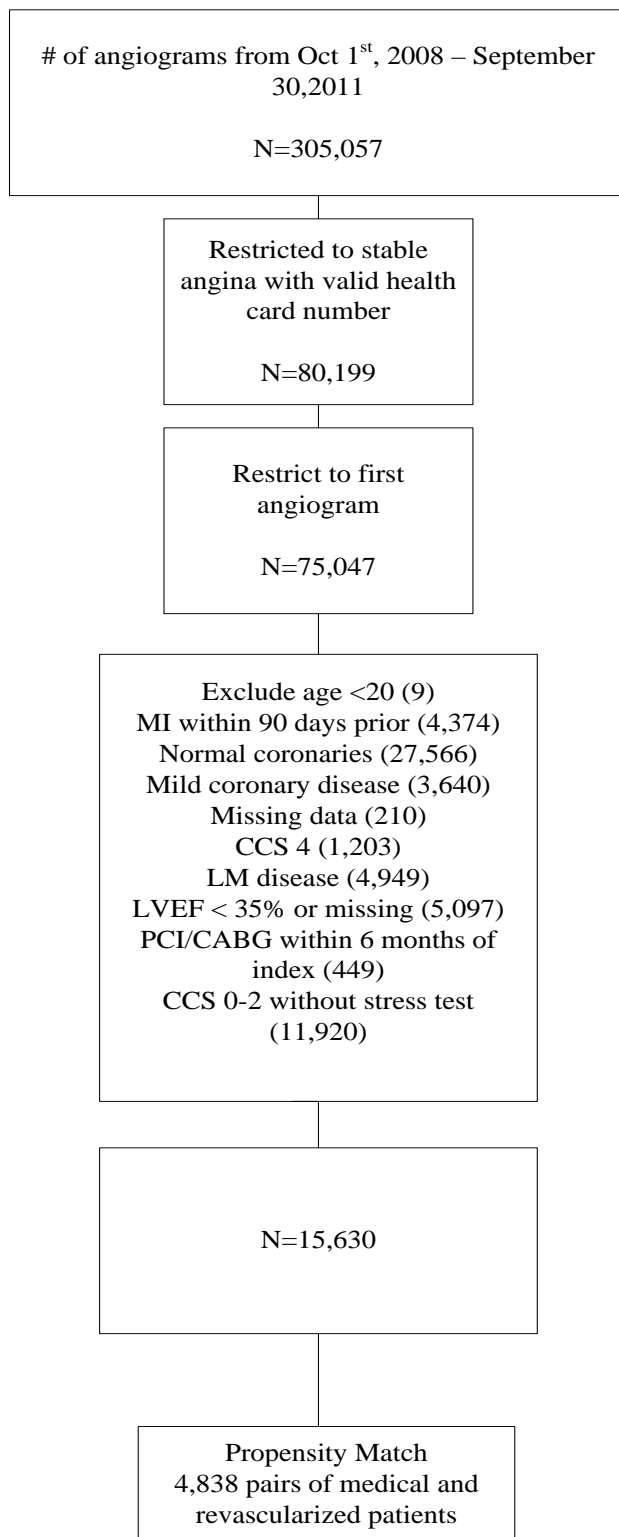 # of angiograms from Oct 1st, 2008 – September
30,2011
N=305,057
Restricted to stable
angina with valid health
card number
N=80,199
Restrict to first
angiogram
N=75,047
Exclude age <20 (9)
MI within 90 days prior (4,374)
Normal coronaries (27,566)
Mild coronary disease (3,640)
Missing data (210)
CCS 4 (1,203)
LM disease (4,949)
LVEF < 35% or missing (5,097)
PCI/CABG within 6 months of
index (449)
CCS 0-2 without stress test
(11,920)
N=15,630
Propensity Match
4,838 pairs of medical and
revascularized patients